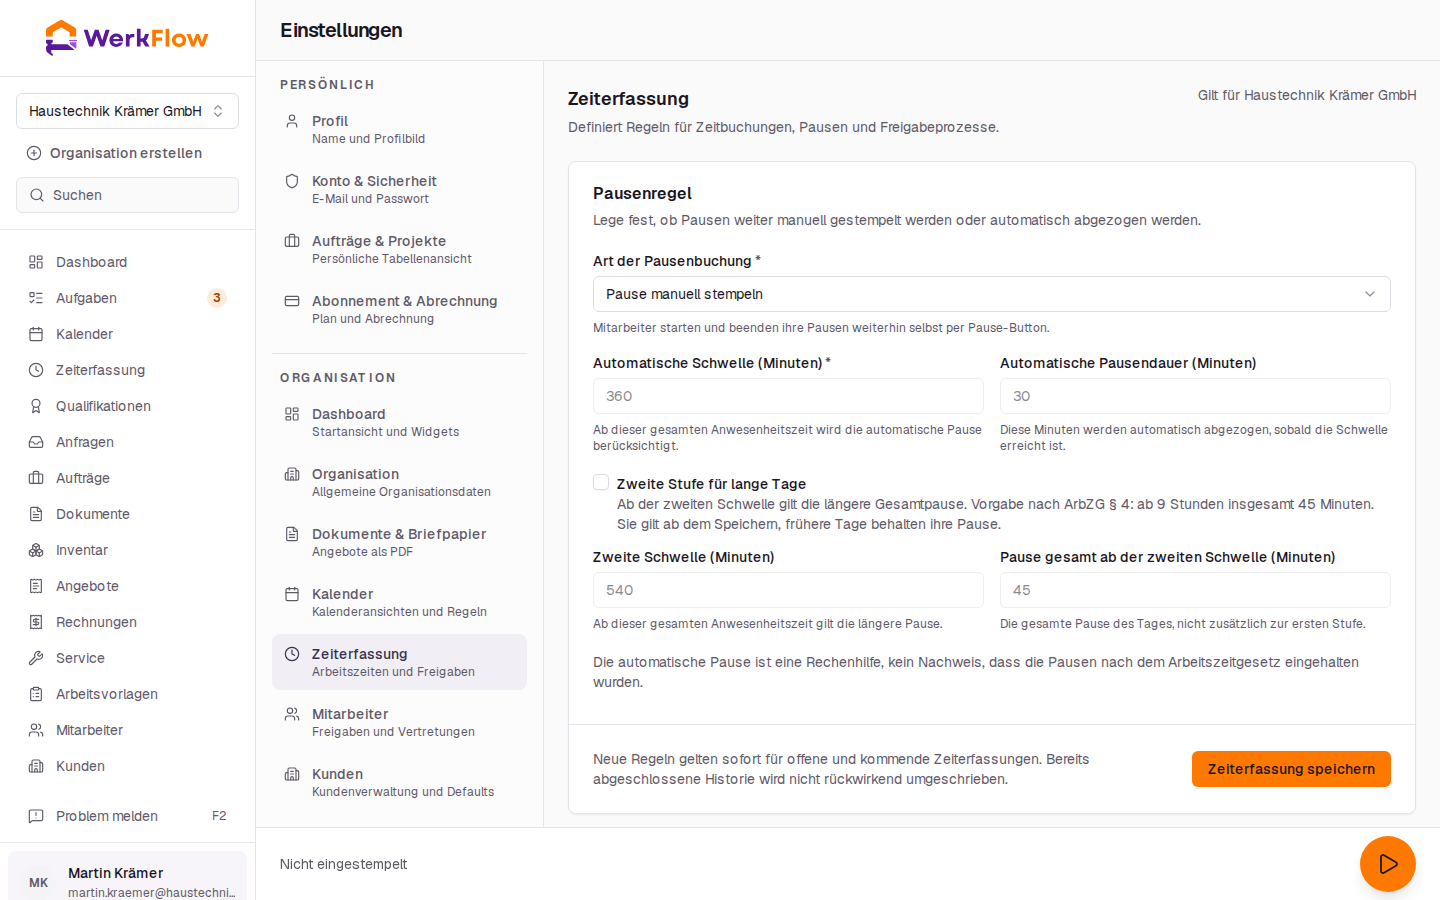 WerkFlow
Haustechnik Krämer GmbH
Organisation erstellen
Suchen
Dashboard
Aufgaben
3
Kalender
Zeiterfassung
Qualifikationen
Anfragen
Aufträge
Dokumente
Inventar
Angebote
Rechnungen
Service
Arbeitsvorlagen
Mitarbeiter
Kunden
Problem melden
F2
MK
Martin Krämer
martin.kraemer@haustechni...
Einstellungen
PERSÖNLICH
Profil
Name und Profilbild
Konto & Sicherheit
E-Mail und Passwort
Aufträge & Projekte
Persönliche Tabellenansicht
Abonnement & Abrechnung
Plan und Abrechnung
ORGANISATION
Dashboard
Startansicht und Widgets
Organisation
Allgemeine Organisationsdaten
Dokumente & Briefpapier
Angebote als PDF
Kalender
Kalenderansichten und Regeln
Zeiterfassung
Arbeitszeiten und Freigaben
Mitarbeiter
Freigaben und Vertretungen
Kunden
Kundenverwaltung und Defaults
Zeiterfassung
Gilt für Haustechnik Krämer GmbH
Definiert Regeln für Zeitbuchungen, Pausen und Freigabeprozesse.
Pausenregel
Lege fest, ob Pausen weiter manuell gestempelt werden oder automatisch abgezogen werden.
Art der Pausenbuchung *
Pause manuell stempeln
Mitarbeiter starten und beenden ihre Pausen weiterhin selbst per Pause-Button.
Automatische Schwelle (Minuten) *
360
Ab dieser gesamten Anwesenheitszeit wird die automatische Pause
berücksichtigt.
Automatische Pausendauer (Minuten)
30
Diese Minuten werden automatisch abgezogen, sobald die Schwelle
erreicht ist.
Zweite Stufe für lange Tage
Ab der zweiten Schwelle gilt die längere Gesamtpause. Vorgabe nach ArbZG § 4: ab 9 Stunden insgesamt 45 Minuten.
Sie gilt ab dem Speichern, frühere Tage behalten ihre Pause.
Zweite Schwelle (Minuten)
540
Ab dieser gesamten Anwesenheitszeit gilt die längere Pause.
Pause gesamt ab der zweiten Schwelle (Minuten)
45
Die gesamte Pause des Tages, nicht zusätzlich zur ersten Stufe.
Die automatische Pause ist eine Rechenhilfe, kein Nachweis, dass die Pausen nach dem Arbeitszeitgesetz eingehalten
wurden.
Neue Regeln gelten sofort für offene und kommende Zeiterfassungen. Bereits
abgeschlossene Historie wird nicht rückwirkend umgeschrieben.
Zeiterfassung speichern
Nicht eingestempelt